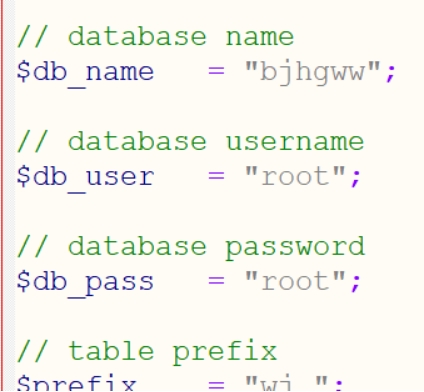 // database name
$db_name = "bjhgww";
// database username
$db_user = "root";
// database password
$db_pass = "root";
// table prefix
$prefix = "wj_";